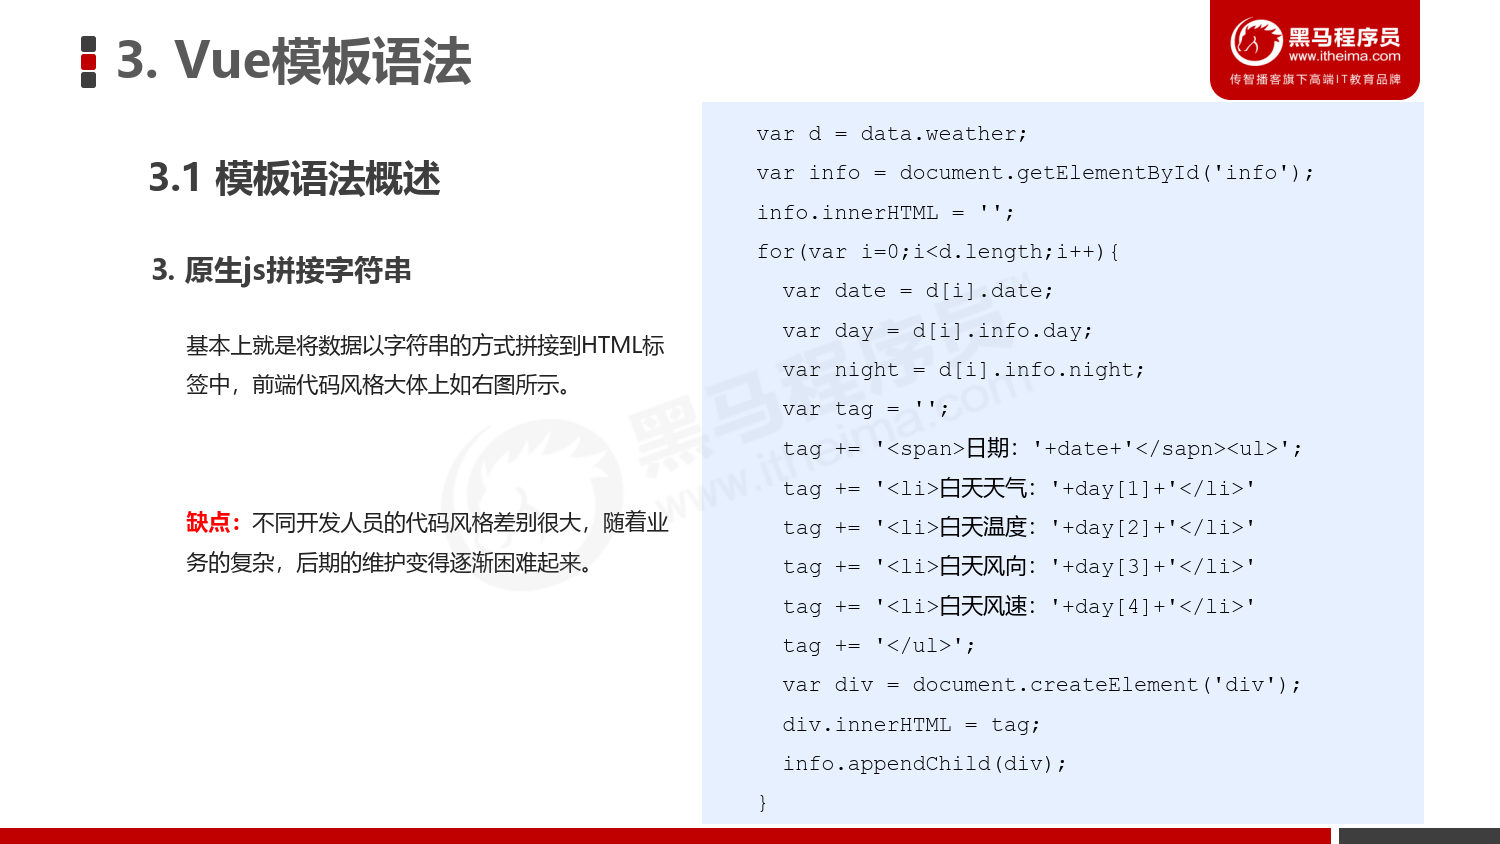 3. Vue模板语法
黑马程序员
www.itheima.com
传智播客旗下高端IT教育品牌
3.1 模板语法概述
3. 原生js拼接字符串
基本上就是将数据以字符串的方式拼接到HTML标
签中，前端代码风格大体上如右图所示。
缺点：不同开发人员的代码风格差别很大，随着业
务的复杂，后期的维护变得逐渐困难起来。
var d = data.weather;
var info = document.getElementById('info');
info.innerHTML = '';
for(var i=0;i<d.length;i++){
var date = d[i].date;
var day = d[i].info.day;
var night = d[i].info.night;
var tag = '';
tag += '<span>日期：'+date+'</sapn><ul>';
tag += '<li>白天天气：'+day[1]+'</li>'
tag += '<li>白天温度：'+day[2]+'</li>'
tag += '<li>白天风向：'+day[3]+'</li>'
tag += '<li>白天风速：'+day[4]+'</li>'
tag += '</ul>';
var div = document.createElement('div');
div.innerHTML = tag;
info.appendChild(div);
}
黑马程序员
www.itheima.com